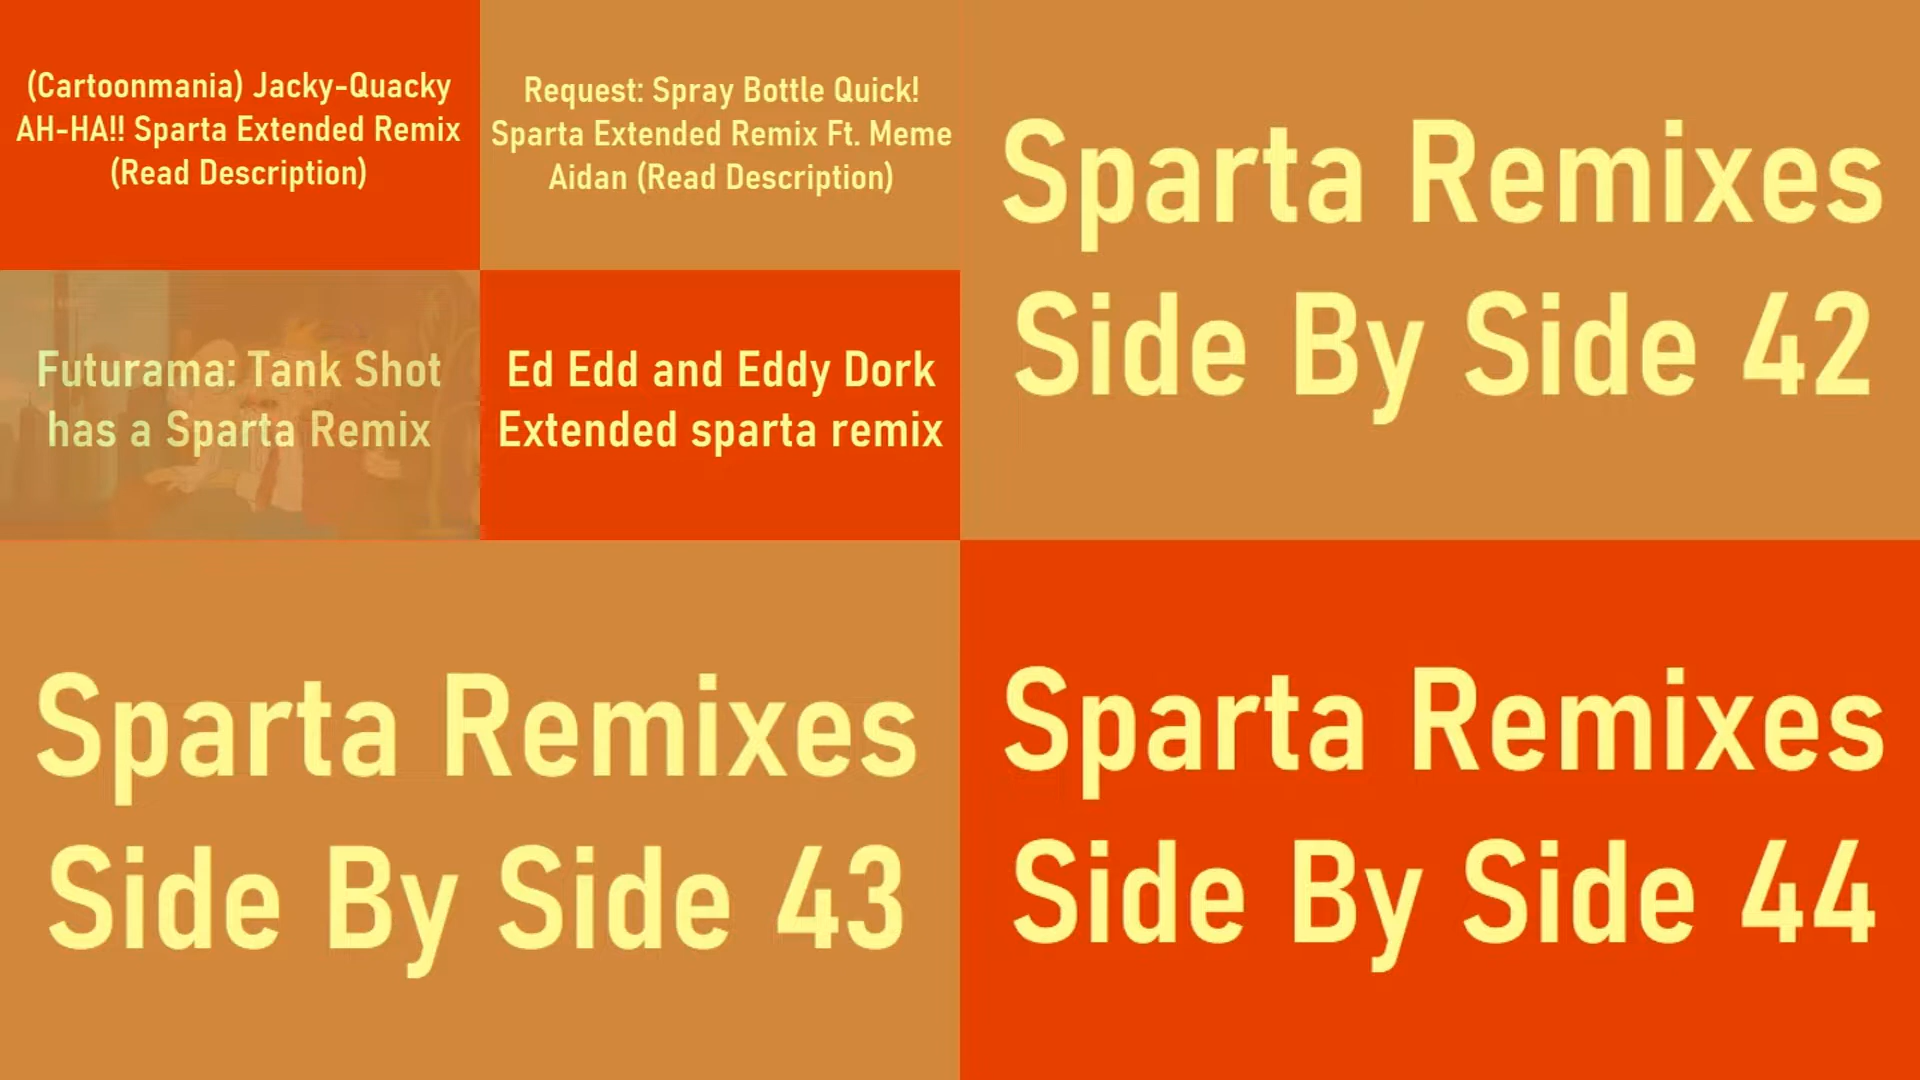 (Cartoonmania) Jacky-Quacky
AH-HA!! Sparta Extended Remix
(Read Description)
Request: Spray Bottle Quick!
Sparta Extended Remix Ft. Meme
Aidan (Read Description)
Futurama: Tank Shot
has a Sparta Remix
Ed Edd and Eddy Dork
Extended sparta remix
Sparta Remixes
Side By Side 42
Sparta Remixes
Side By Side 43
Sparta Remixes
Side By Side 44